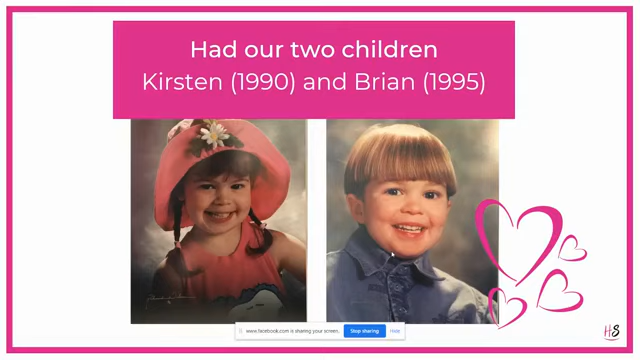 Had our two children
Kirsten (1990) and Brian (1995)
www.facebook.com is sharing your screen.
Stop sharing
Hide
HS